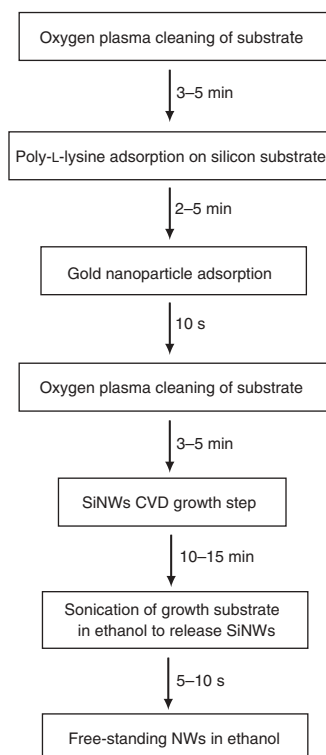 Oxygen plasma cleaning of substrate
3–5 min
Poly-L-lysine adsorption on silicon substrate
2–5 min
Gold nanoparticle adsorption
10 s
Oxygen plasma cleaning of substrate
3–5 min
SiNWs CVD growth step
10–15 min
Sonication of growth substrate
in ethanol to release SiNWs
5–10 s
Free-standing NWs in ethanol